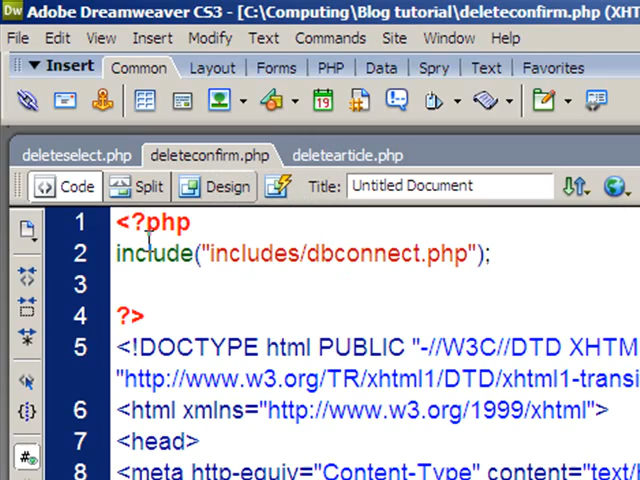 Dw Adobe Dreamweaver CS3 - [C:\Computing\Blog tutorial\deleteconfirm.php (XH
File Edit View Insert Modify Text Commands Site Window Help
▼ Insert Common Layout Forms PHP Data Spry Text Favorites
19
deleteselect.php deleteconfirm.php deletearticle.php
Code Split Design Title: Untitled Document
1 <?php
2 include("includes/dbconnect.php");
3
4 ?>
5 <!DOCTYPE html PUBLIC "-//W3C//DTD XHTM
"http://www.w3.org/TR/xhtml1/DTD/xhtml1-transi
6 <html xmlns="http://www.w3.org/1999/xhtml">
7 <head>
8 <meta http-equiv="Content-Type" content="text/h